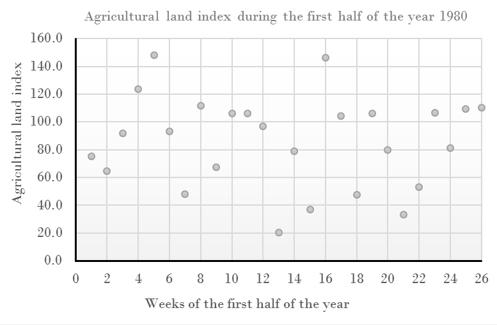 Agricultural land index during the first half of the year 1980
160.0
140.0
120.0
100.0
80.0
60.0
40.0
20.0
0.0
Agricultural land index
0 2 4 6 8 10 12 14 16 18 20 22 24 26
Weeks of the first half of the year